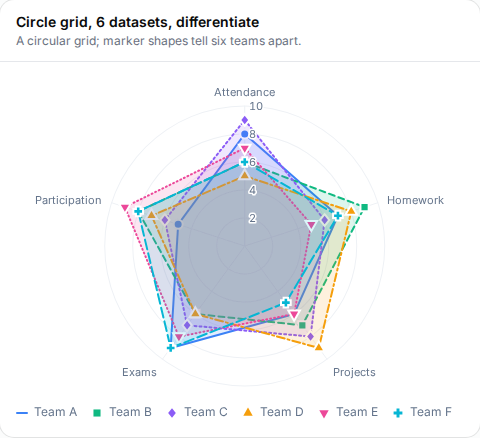 Circle grid, 6 datasets, differentiate
A circular grid; marker shapes tell six teams apart.
Attendance
10
8
6
4
2
Participation
Homework
Exams
Projects
Team A Team B Team C Team D Team E Team F